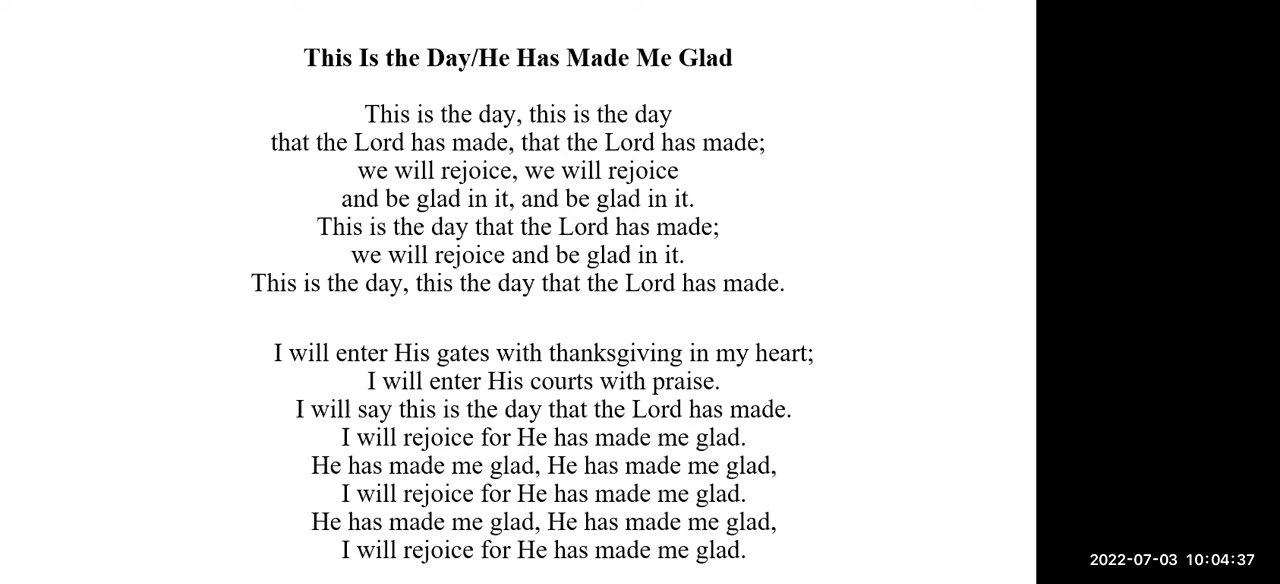 This Is the Day/He Has Made Me Glad
This is the day, this is the day
that the Lord has made, that the Lord has made;
we will rejoice, we will rejoice
and be glad in it, and be glad in it.
This is the day that the Lord has made;
we will rejoice and be glad in it.
This is the day, this the day that the Lord has made.
I will enter His gates with thanksgiving in my heart;
I will enter His courts with praise.
I will say this is the day that the Lord has made.
I will rejoice for He has made me glad.
He has made me glad, He has made me glad,
I will rejoice for He has made me glad.
He has made me glad, He has made me glad,
I will rejoice for He has made me glad.
2022-07-03 10:04:37